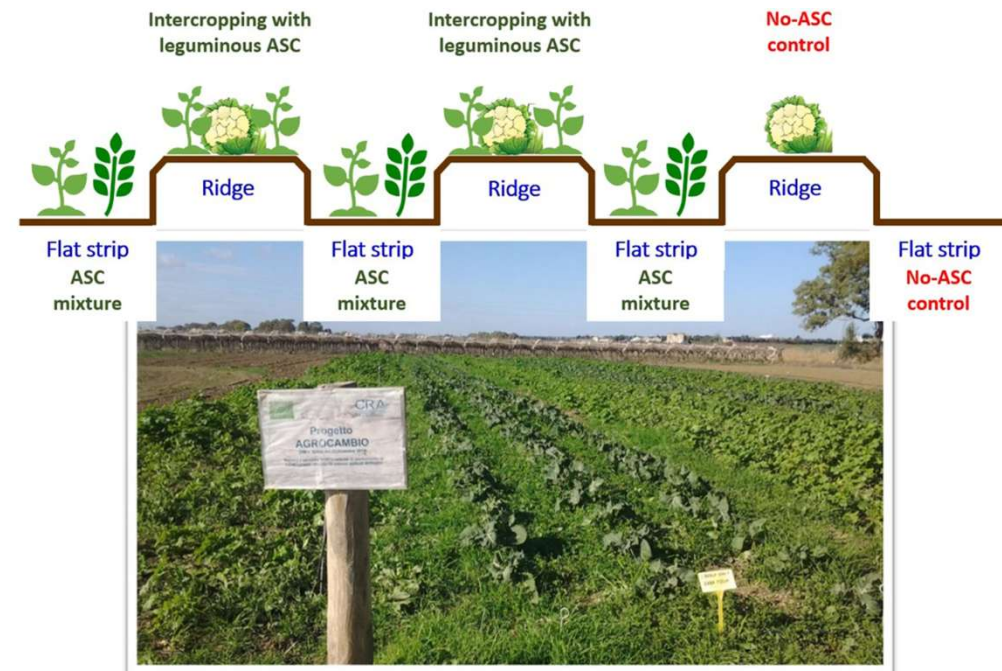 Intercropping with
leguminous ASC
Intercropping with
leguminous ASC
No-ASC
control
Ridge
Ridge
Ridge
Flat strip
ASC
mixture
Flat strip
ASC
mixture
Flat strip
ASC
mixture
Flat strip
No-ASC
control
CRA
Progetto
AGROCAMBIO